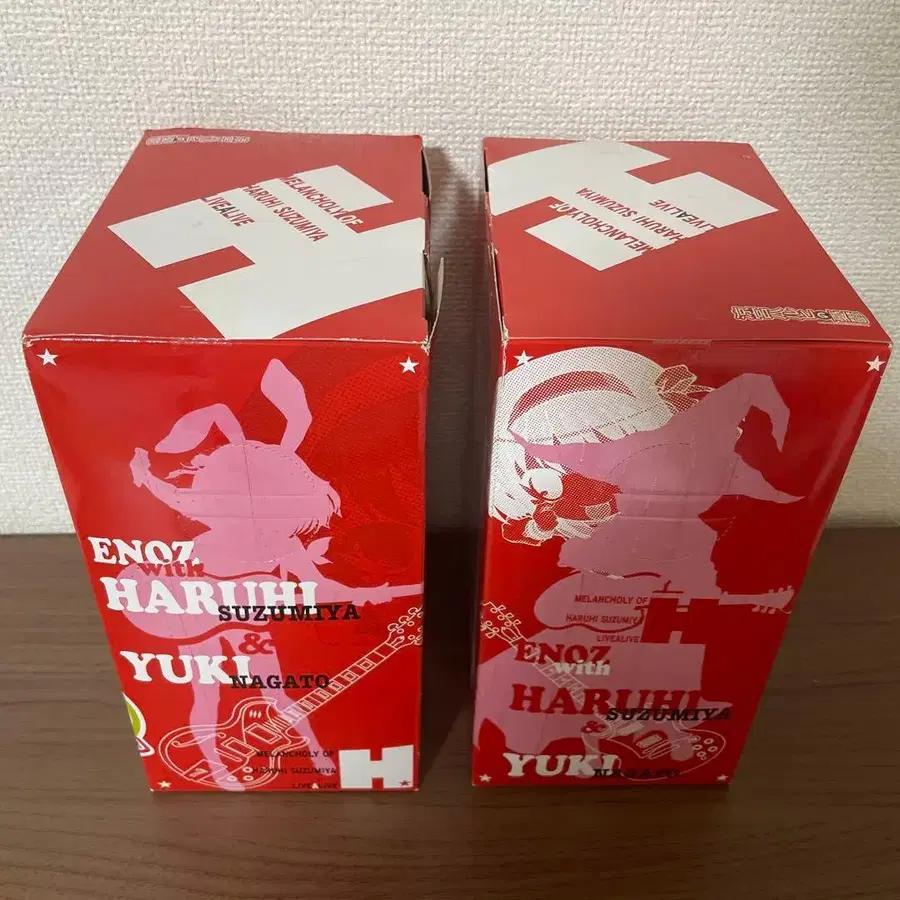 MELANCHOLY OF
HARUHI SUZUMIYA
LIVEALIVE
ENOZ
with
HARUHI
SUZUMIYA
&
YUKI
NAGATO
MELANCHOLY OF
HARUHI SUZUMIYA
LIVEALIVE
H
MELANCHOLY OF
HARUHI SUZUMIYA
LIVEALIVE
MELANCHOLY OF
HARUHI SUZUMIYA
LIVEALIVE
H
ENOZ
with
HARUHI
SUZUMIYA
&
YUKI
NAGATO